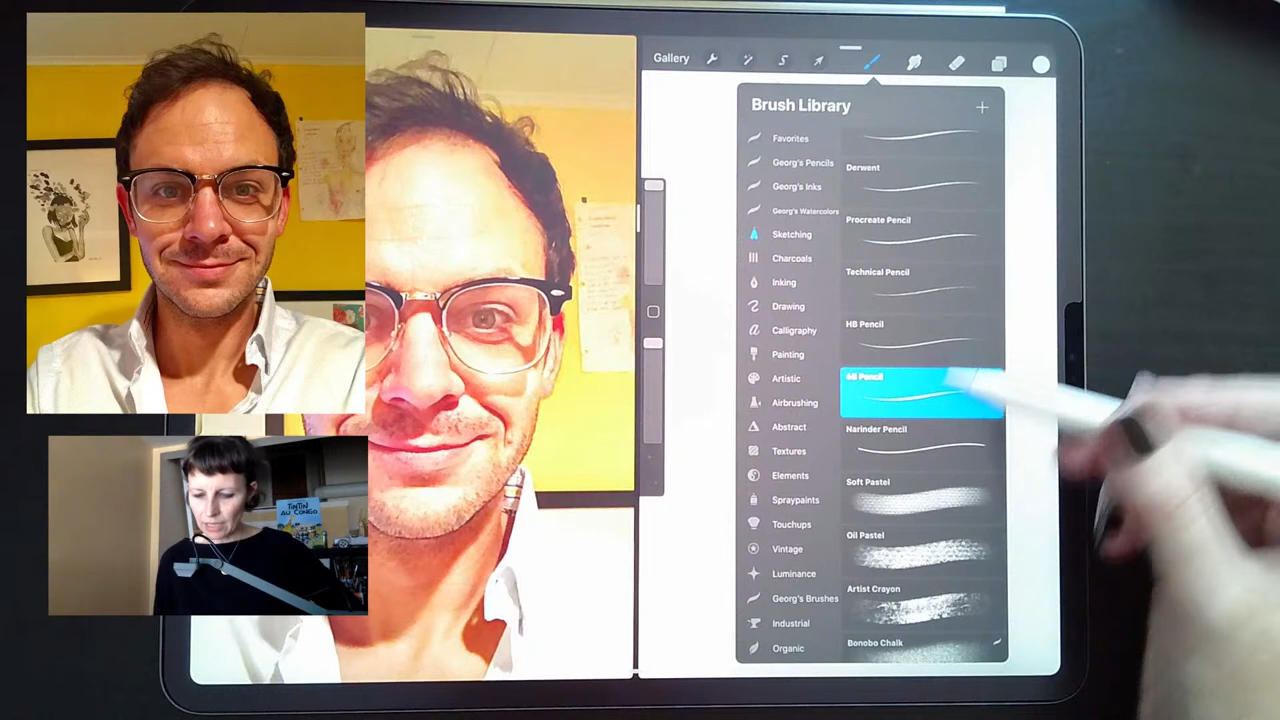 Gallery
Brush Library
Favorites
Georg's Pencils
Georg's Inks
Georg's Watercolors
Sketching
Charcoals
Inking
Drawing
Calligraphy
Painting
Artistic
Airbrushing
Abstract
Textures
Elements
Spraypaints
Touchups
Vintage
Luminance
Georg's Brushes
Industrial
Organic
Derwent
Procreate Pencil
Technical Pencil
HB Pencil
6B Pencil
Narinder Pencil
Soft Pastel
Oil Pastel
Artist Crayon
Bonobo Chalk
TINTIN
AU CONGO